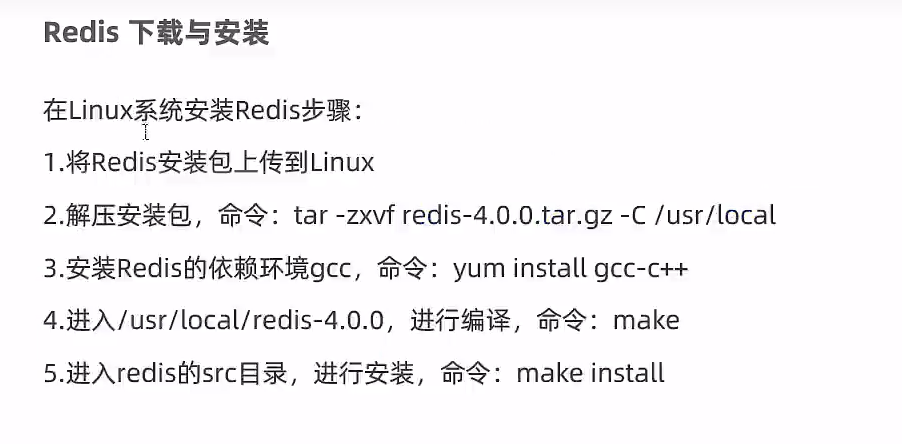 Redis 下载与安装
在Linux系统安装Redis步骤：
1.将Redis安装包上传到Linux
2.解压安装包，命令：tar -zxvf redis-4.0.0.tar.gz -C /usr/local
3.安装Redis的依赖环境gcc，命令：yum install gcc-c++
4.进入/usr/local/redis-4.0.0，进行编译，命令：make
5.进入redis的src目录，进行安装，命令：make install